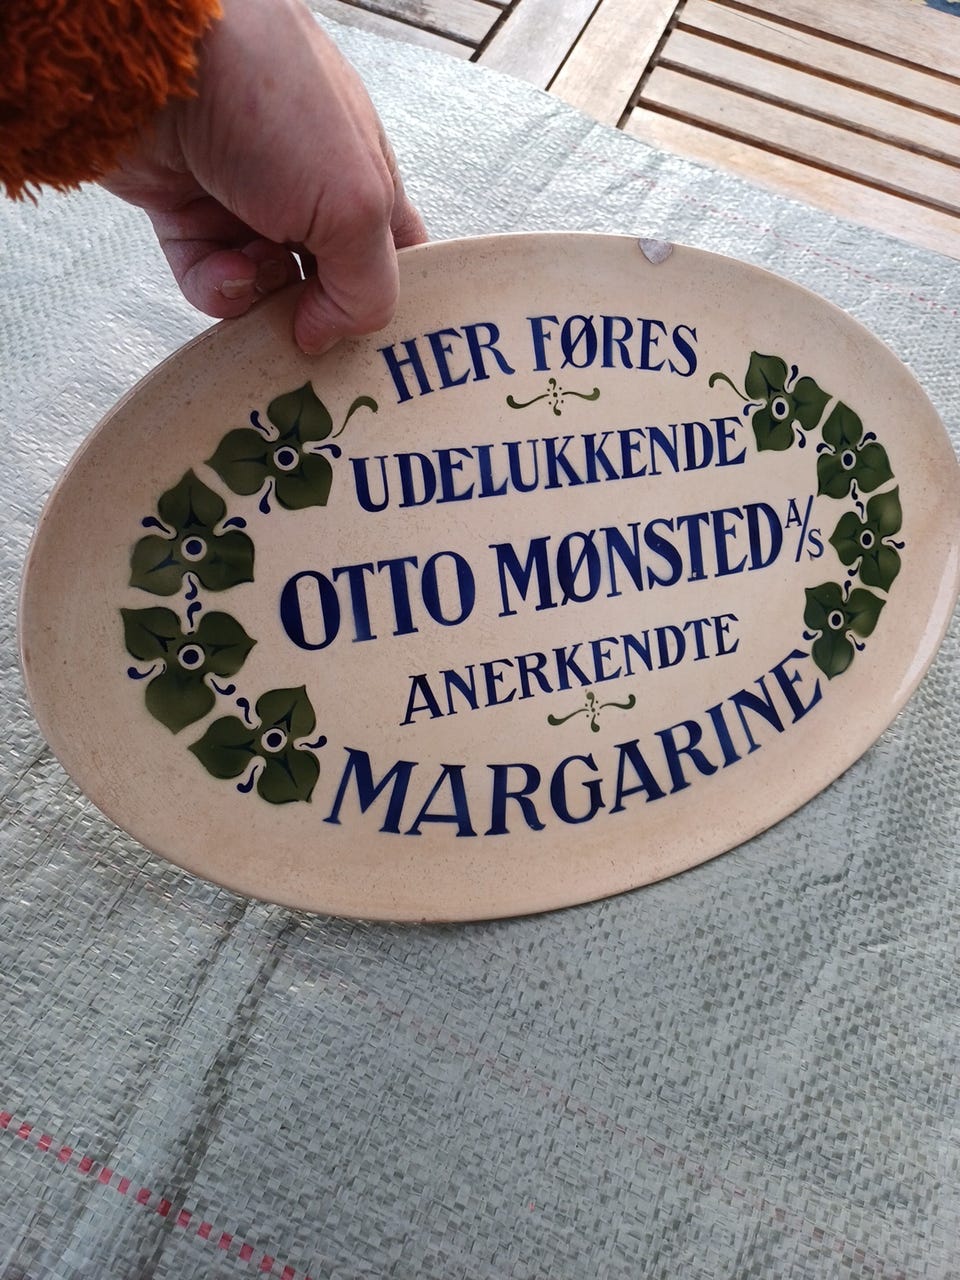 HER FØRES
UDELUKKENDE
OTTO MØNSTED A/S
ANERKENDTE
MARGARINE